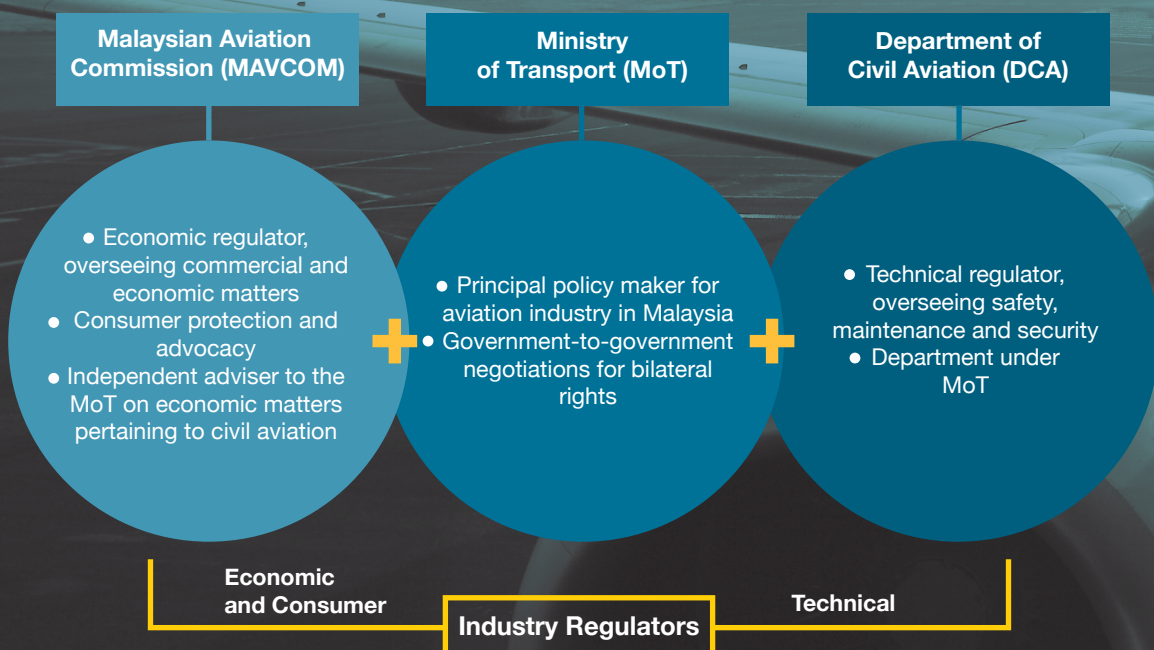 Malaysian Aviation
Commission (MAVCOM)
Ministry
of Transport (MoT)
Department of
Civil Aviation (DCA)
● Economic regulator,
overseeing commercial and
economic matters
● Consumer protection and
advocacy
● Independent adviser to the
MoT on economic matters
pertaining to civil aviation
● Principal policy maker for
aviation industry in Malaysia
● Government-to-government
negotiations for bilateral
rights
● Technical regulator,
overseeing safety,
maintenance and security
● Department under
MoT
Economic
and Consumer
Industry Regulators
Technical